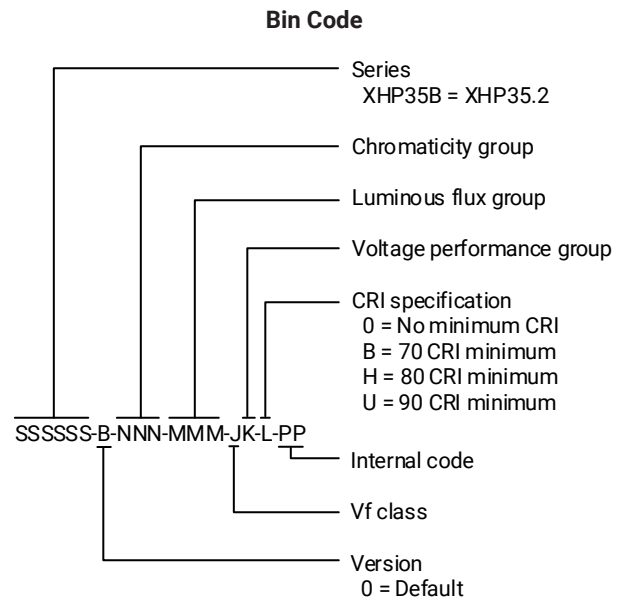 Bin Code
Series
XHP35B = XHP35.2
Chromaticity group
Luminous flux group
Voltage performance group
CRI specification
0 = No minimum CRI
B = 70 CRI minimum
H = 80 CRI minimum
U = 90 CRI minimum
SSSSSS-B-NNN-MMM-JK-L-PP
Internal code
Vf class
Version
0 = Default